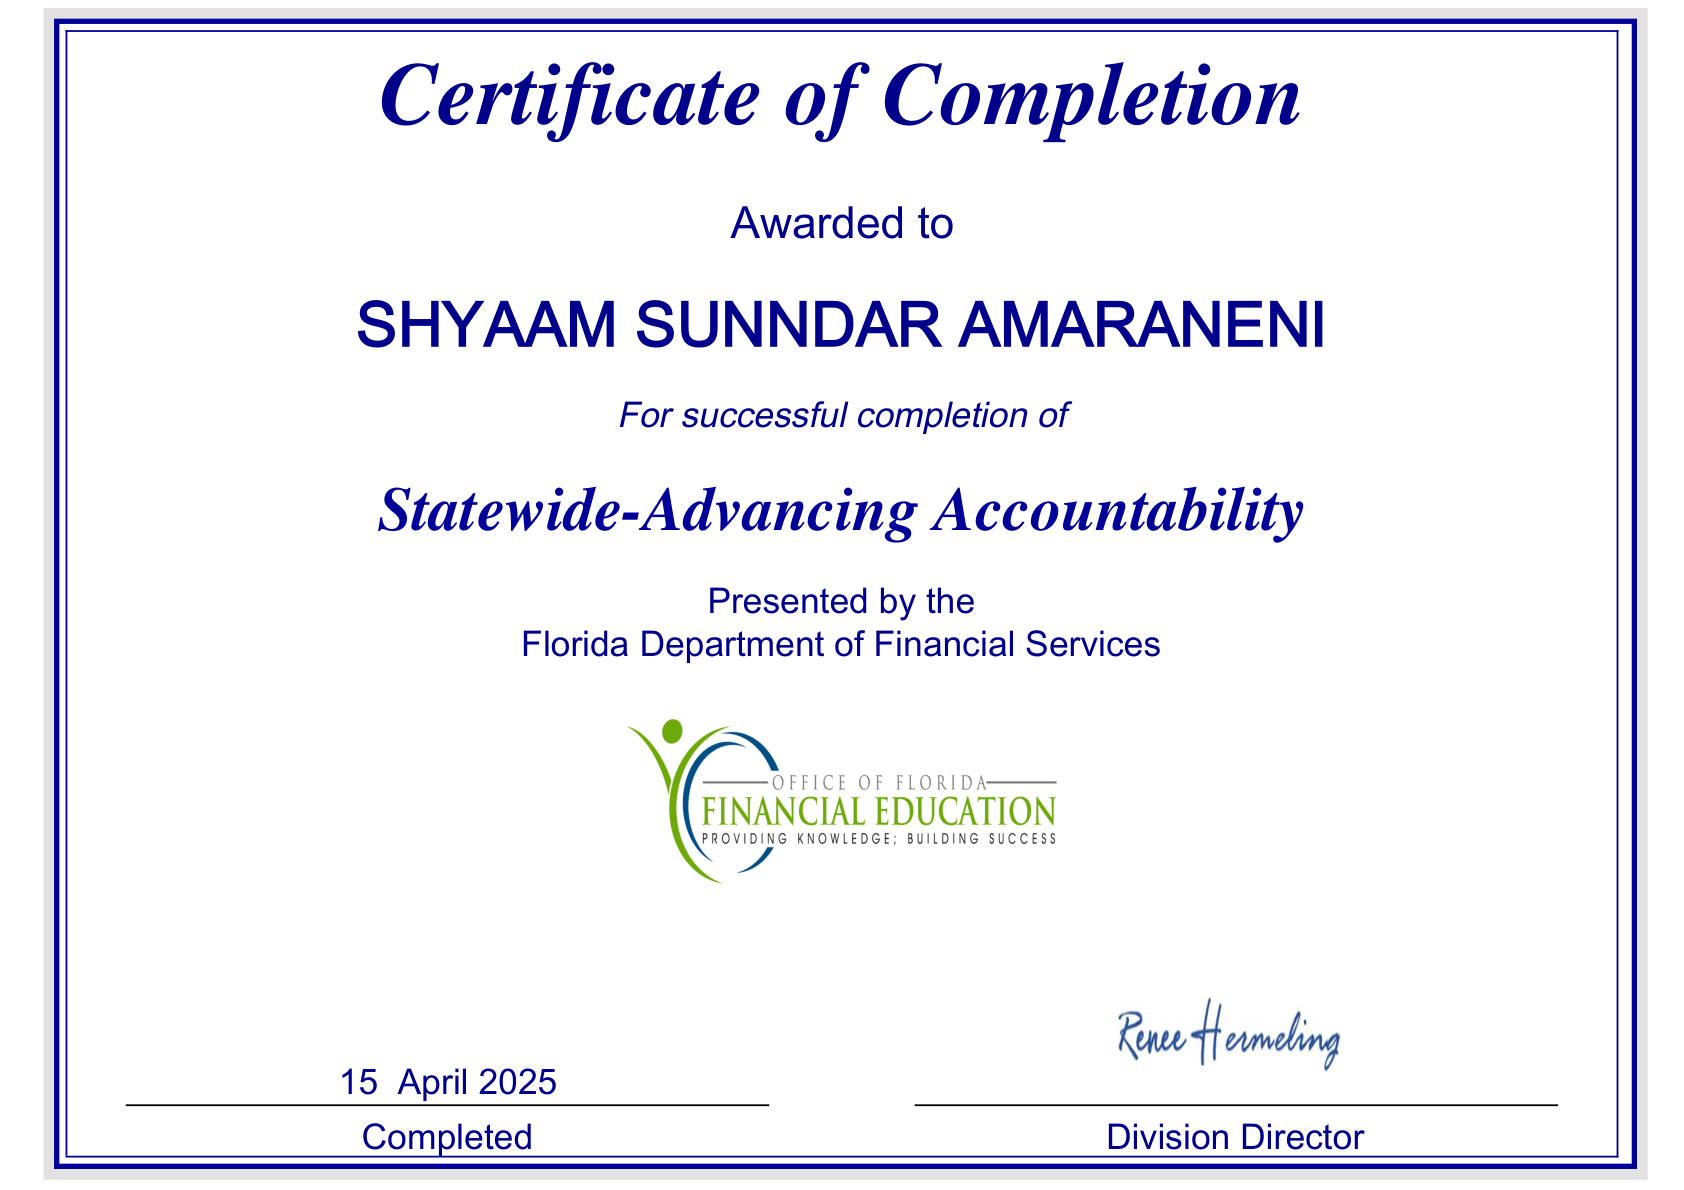 Certificate of Completion
Awarded to
SHYAAM SUNNDAR AMARANENI
For successful completion of
Statewide-Advancing Accountability
Presented by the
Florida Department of Financial Services
OFFICE OF FLORIDA
FINANCIAL EDUCATION
PROVIDING KNOWLEDGE; BUILDING SUCCESS
Renee Hermeling
15  April 2025
Completed
Division Director